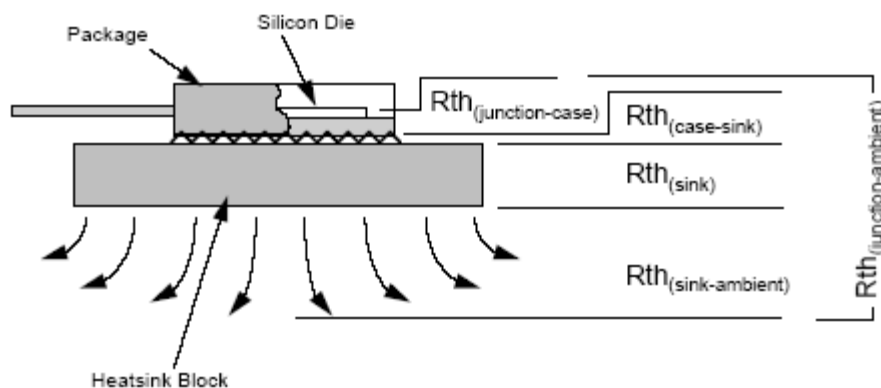 Silicon Die
Package
Rth(junction-case)
Rth(case-sink)
Rth(sink)
Rth(sink-ambient)
Rth(junction-ambient)
Heatsink Block